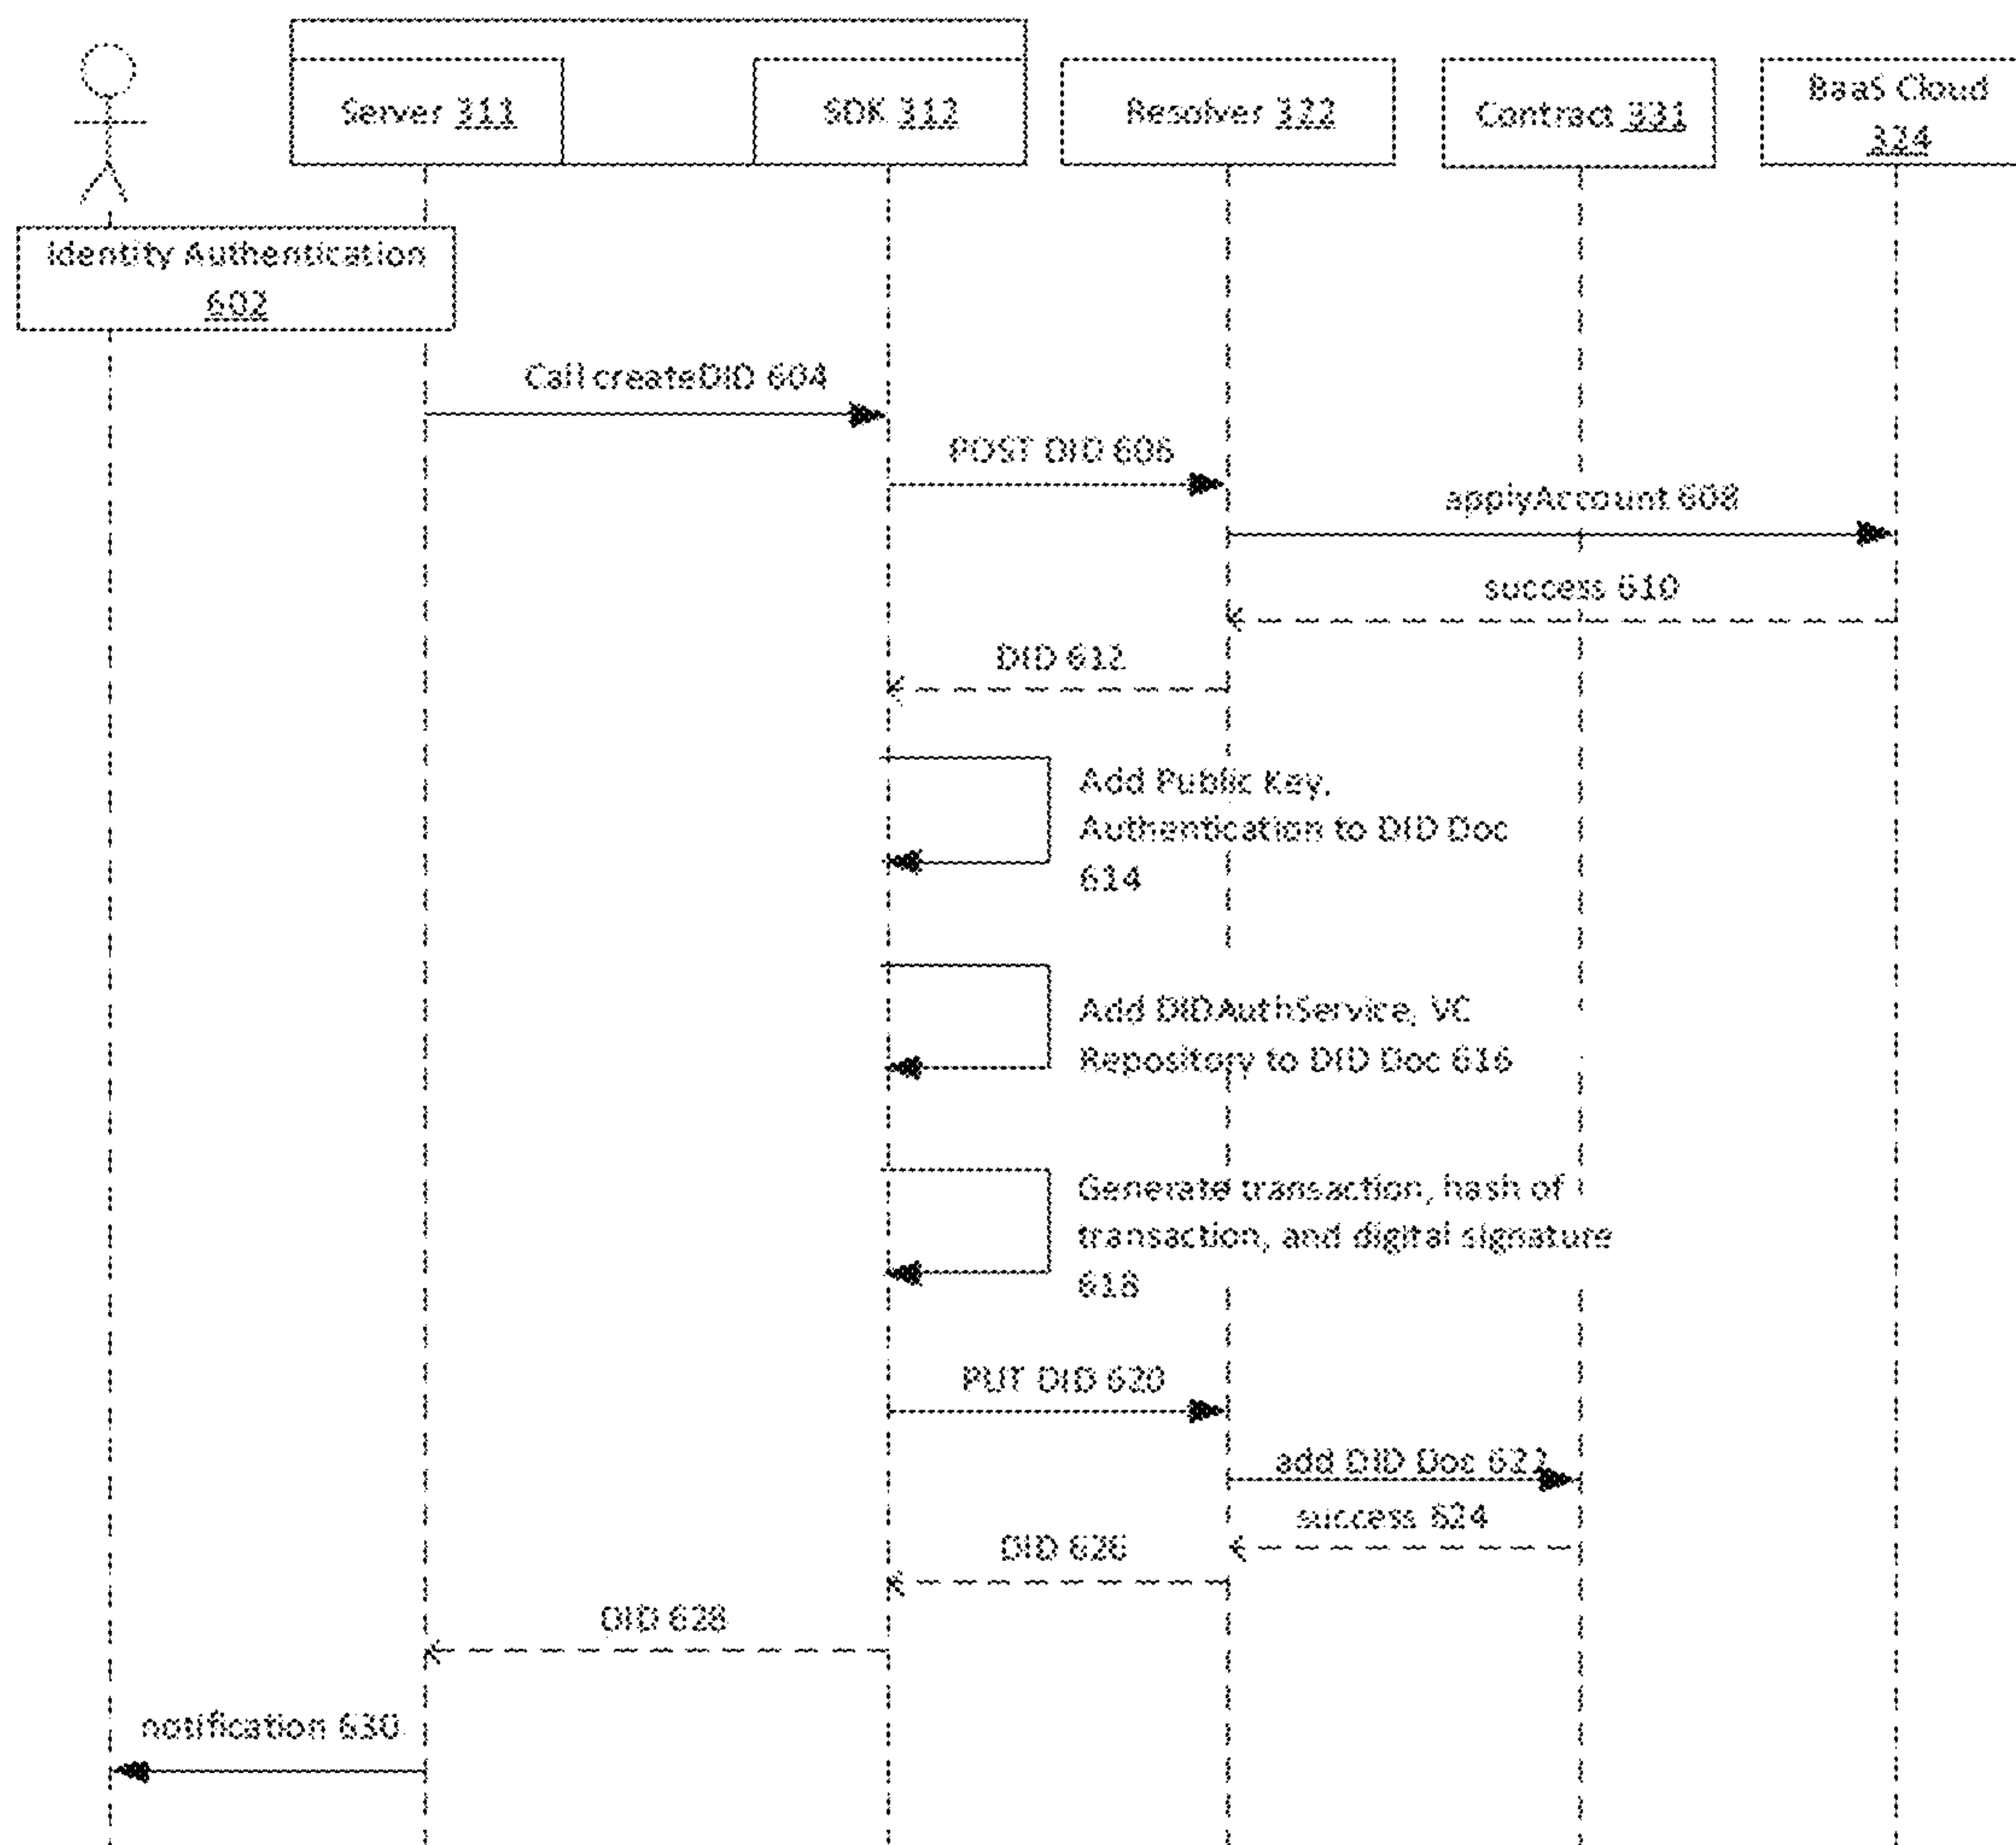 Server 311
SDK 312
Resolver 322
Contract 331
BaaS Cloud
324
Identity Authentication
602
Call createDID 604
POST DID 606
applyAccount 608
success 610
DID 612
Add Public Key,
Authentication to DID Doc
614
Add DIDAuthService, VC
Repository to DID Doc 616
Generate transaction, hash of
transaction, and digital signature
618
PUT DID 620
add DID Doc 622
success 624
DID 626
DID 628
notification 630